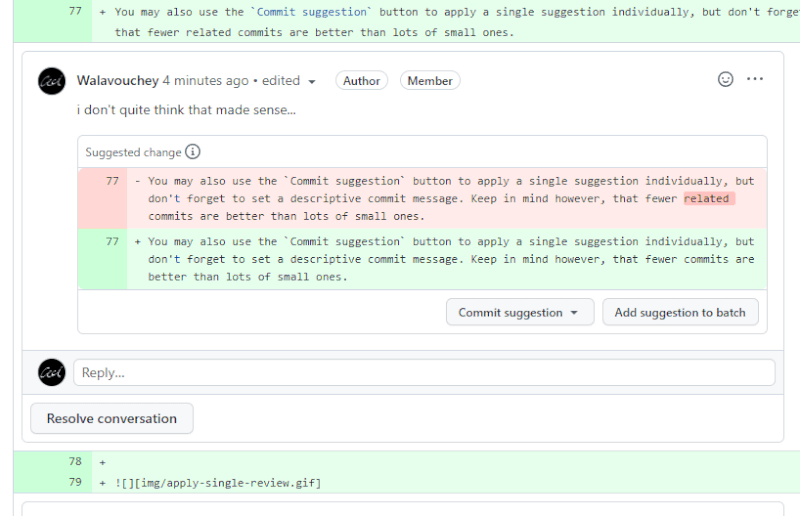 77 + You may also use the `Commit suggestion` button to apply a single suggestion individually, but don't forge
that fewer related commits are better than lots of small ones.
Walavouchey 4 minutes ago • edited Author Member
i don't quite think that made sense...
Suggested change
77 - You may also use the `Commit suggestion` button to apply a single suggestion individually, but
don't forget to set a descriptive commit message. Keep in mind however, that fewer related
commits are better than lots of small ones.
77 + You may also use the `Commit suggestion` button to apply a single suggestion individually, but
don't forget to set a descriptive commit message. Keep in mind however, that fewer commits are
better than lots of small ones.
Commit suggestion Add suggestion to batch
Reply...
Resolve conversation
78 +
79 + ![][img/apply-single-review.gif]